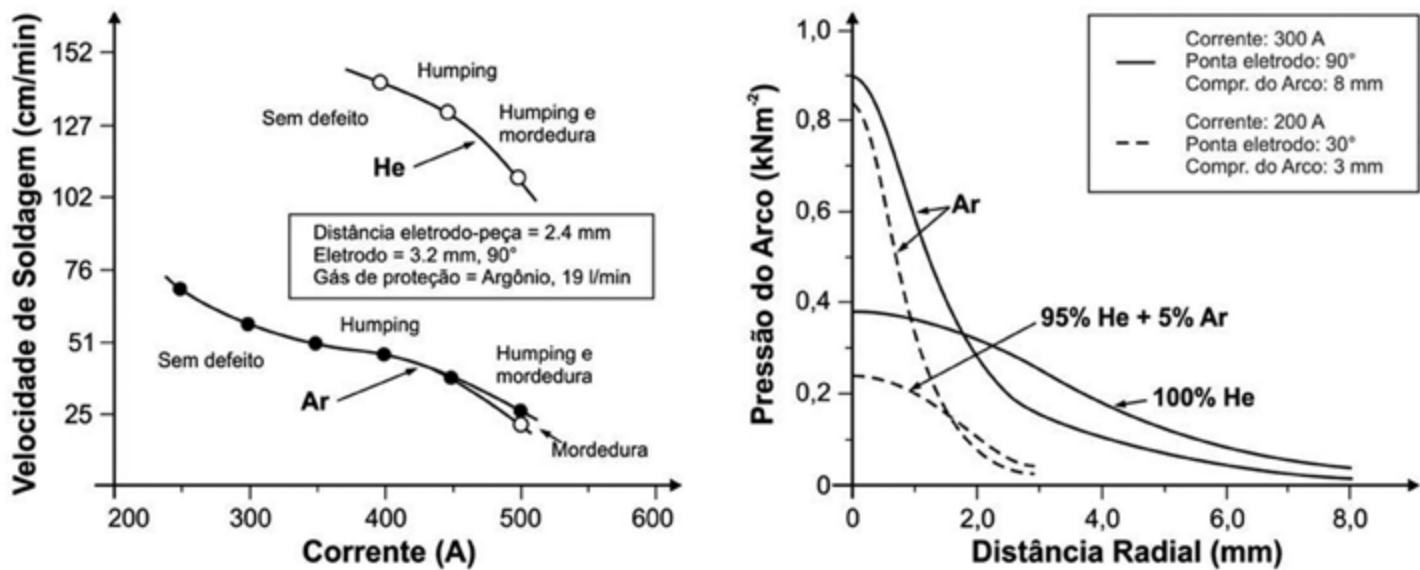 Velocidade de Soldagem (cm/min)
152
127
102
76
51
25
Humping
Sem defeito
Humping e
mordedura
He
Distância eletrodo-peça = 2.4 mm
Eletrodo = 3.2 mm, 90°
Gás de proteção = Argônio, 19 l/min
Humping
Sem defeito
Humping e
mordedura
Ar
Mordedura
200
300
400
500
600
Corrente (A)
Pressão do Arco (kNm⁻²)
1,0
0,8
0,6
0,4
0,2
0
Corrente: 300 A
Ponta eletrodo: 90°
Compr. do Arco: 8 mm
Corrente: 200 A
Ponta eletrodo: 30°
Compr. do Arco: 3 mm
Ar
95% He + 5% Ar
100% He
0
2,0
4,0
6,0
8,0
Distância Radial (mm)